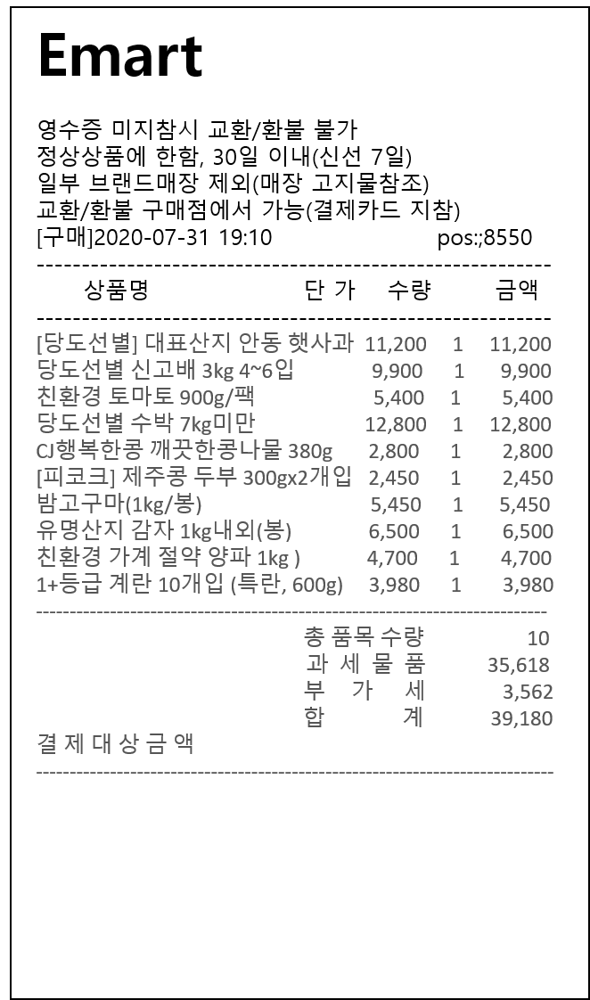 Emart
영수증 미지참시 교환/환불 불가
정상상품에 한함, 30일 이내(신선 7일)
일부 브랜드매장 제외(매장 고지물참조)
교환/환불 구매점에서 가능(결제카드 지참)
[구매]2020-07-31 19:10 pos:;8550
--------------------------------------------------------
상품명 단 가 수량 금액
--------------------------------------------------------
[당도선별] 대표산지 안동 햇사과 11,200 1 11,200
당도선별 신고배 3kg 4~6입 9,900 1 9,900
친환경 토마토 900g/팩 5,400 1 5,400
당도선별 수박 7kg미만 12,800 1 12,800
CJ행복한콩 깨끗한콩나물 380g 2,800 1 2,800
[피코크] 제주콩 두부 300gx2개입 2,450 1 2,450
밤고구마(1kg/봉) 5,450 1 5,450
유명산지 감자 1kg내외(봉) 6,500 1 6,500
친환경 가계 절약 양파 1kg ) 4,700 1 4,700
1+등급 계란 10개입 (특란, 600g) 3,980 1 3,980
--------------------------------------------------------
총 품목 수량 10
과 세 물 품 35,618
부 가 세 3,562
합 계 39,180
결 제 대 상 금 액
--------------------------------------------------------